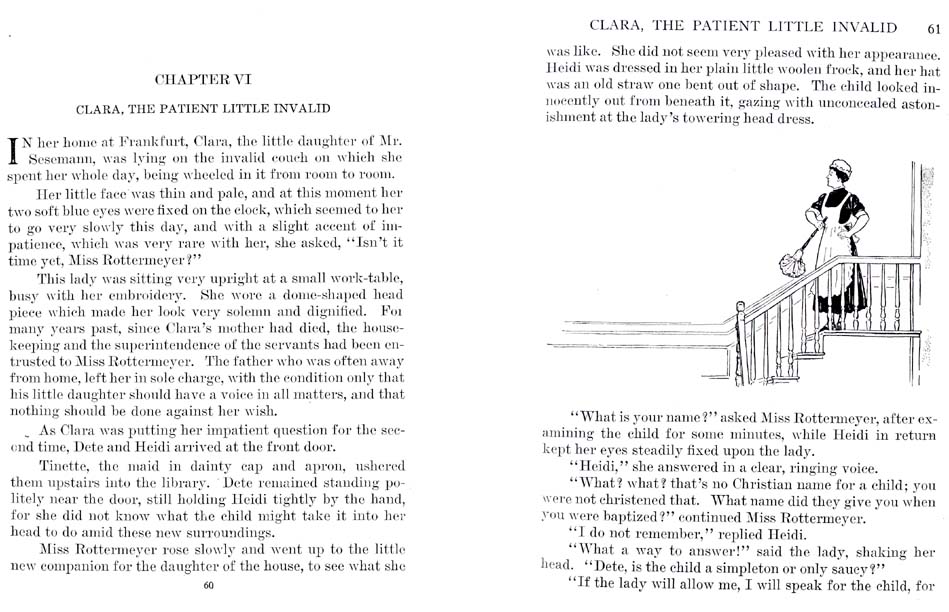 CHAPTER VI
CLARA, THE PATIENT LITTLE INVALID
IN her home at Frankfurt, Clara, the little daughter of Mr.
Sesemann, was lying on the invalid couch on which she
spent her whole day, being wheeled in it from room to room.
Her little face was thin and pale, and at this moment her
two soft blue eyes were fixed on the clock, which seemed to her
to go very slowly this day, and with a slight accent of im-
patience, which was very rare with her, she asked, "Isn't it
time yet, Miss Rottermeyer?"
This lady was sitting very upright at a small work-table,
busy with her embroidery. She wore a dome-shaped head
piece which made her look very solemn and dignified. For
many years past, since Clara's mother had died, the house-
keeping and the superintendence of the servants had been en-
trusted to Miss Rottermeyer. The father who was often away
from home, left her in sole charge, with the condition only that
his little daughter should have a voice in all matters, and that
nothing should be done against her wish.
As Clara was putting her impatient question for the sec-
ond time, Dete and Heidi arrived at the front door.
Tinette, the maid in dainty cap and apron, ushered
them upstairs into the library. Dete remained standing po-
litely near the door, still holding Heidi tightly by the hand,
for she did not know what the child might take it into her
head to do amid these new surroundings.
Miss Rottermeyer rose slowly and went up to the little
new companion for the daughter of the house, to see what she
60
CLARA, THE PATIENT LITTLE INVALID 61
was like. She did not seem very pleased with her appearance.
Heidi was dressed in her plain little woolen frock, and her hat
was an old straw one bent out of shape. The child looked in-
nocently out from beneath it, gazing with unconcealed aston-
ishment at the lady's towering head dress.
"What is your name?" asked Miss Rottermeyer, after ex-
amining the child for some minutes, while Heidi in return
kept her eyes steadily fixed upon the lady.
"Heidi," she answered in a clear, ringing voice.
"What? what? that's no Christian name for a child; you
were not christened that. What name did they give you when
you were baptized?" continued Miss Rottermeyer.
"I do not remember," replied Heidi.
"What a way to answer!" said the lady, shaking her
head. "Dete, is the child a simpleton or only saucy?"
"If the lady will allow me, I will speak for the child, for